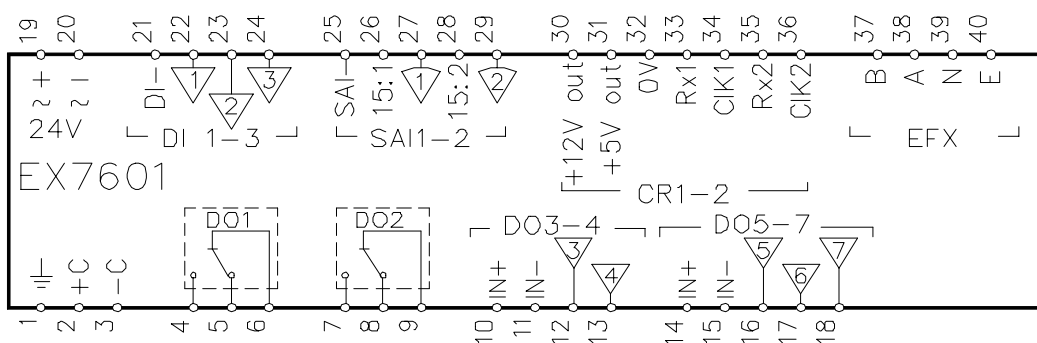 19 20 21 22 23 24 25 26 27 28 29 30 31 32 33 34 35 36 37 38 39 40
~+ ~- DI- 1 2 3 SAI- 15:1 1 15:2 2 +12V out +5V out 0V Rx1 ClK1 Rx2 ClK2 B A N E
24V DI 1-3 SAI1-2 EFX
EX7601
CR1-2
DO1 DO2 DO3-4 DO5-7
+C -C IN+ IN- 3 4 IN+ IN- 5 6 7
1 2 3 4 5 6 7 8 9 10 11 12 13 14 15 16 17 18